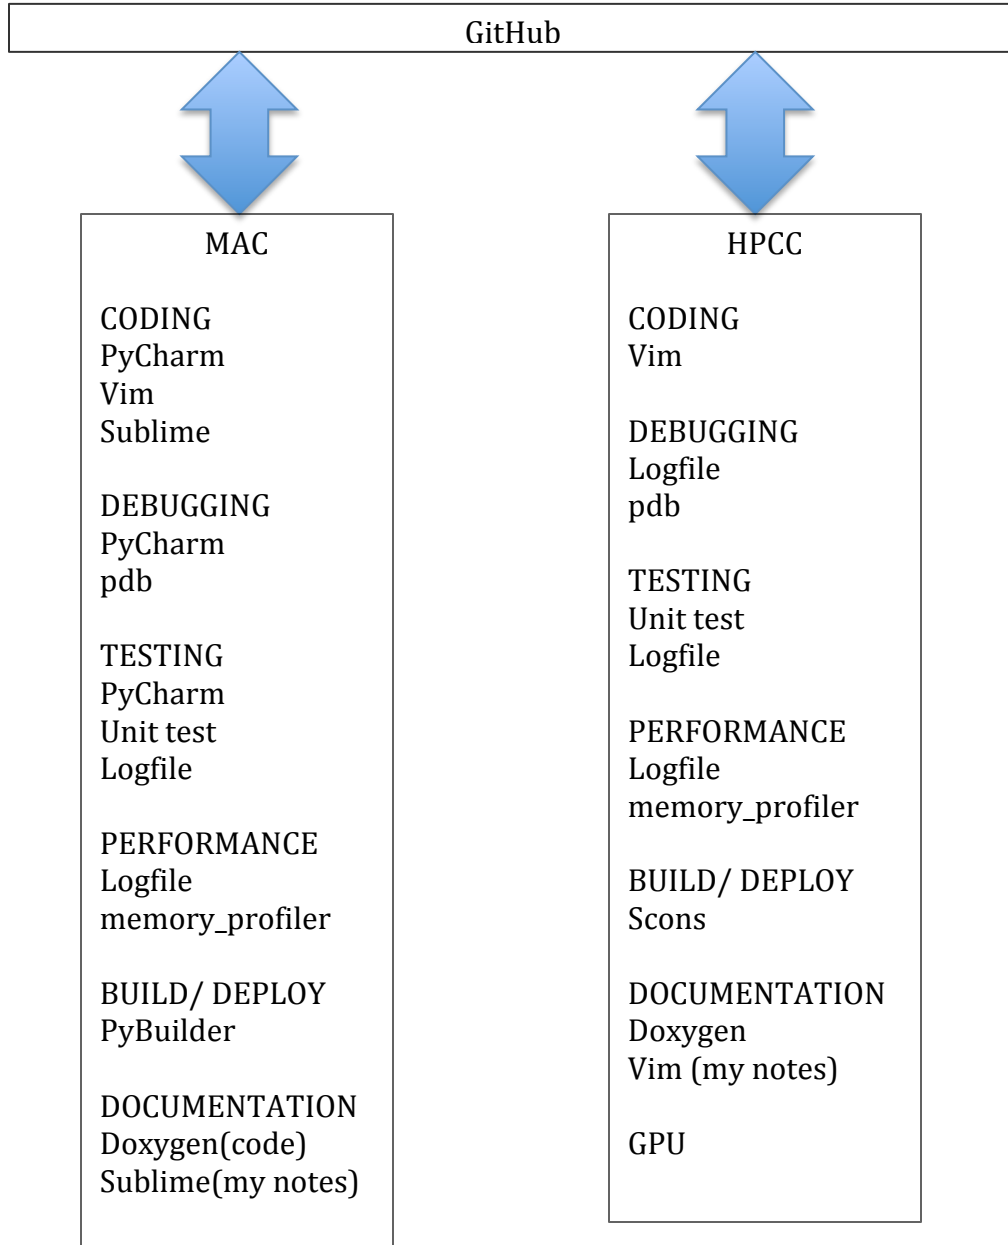 GitHub
MAC
CODING
PyCharm
Vim
Sublime
DEBUGGING
PyCharm
pdb
TESTING
PyCharm
Unit test
Logfile
PERFORMANCE
Logfile
memory_profiler
BUILD/ DEPLOY
PyBuilder
DOCUMENTATION
Doxygen(code)
Sublime(my notes)
HPCC
CODING
Vim
DEBUGGING
Logfile
pdb
TESTING
Unit test
Logfile
PERFORMANCE
Logfile
memory_profiler
BUILD/ DEPLOY
Scons
DOCUMENTATION
Doxygen
Vim (my notes)
GPU